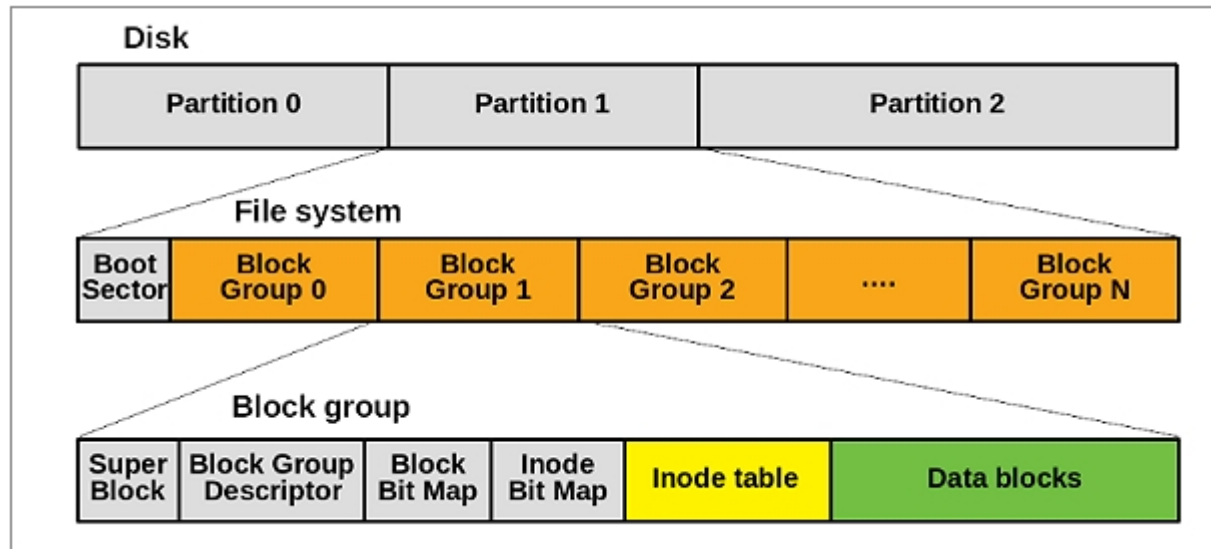 Disk
Partition 0 Partition 1 Partition 2
File system
Boot Block Block Block .... Block
Sector Group 0 Group 1 Group 2 Group N
Block group
Super Block Group Block Inode Inode table Data blocks
Block Descriptor Bit Map Bit Map